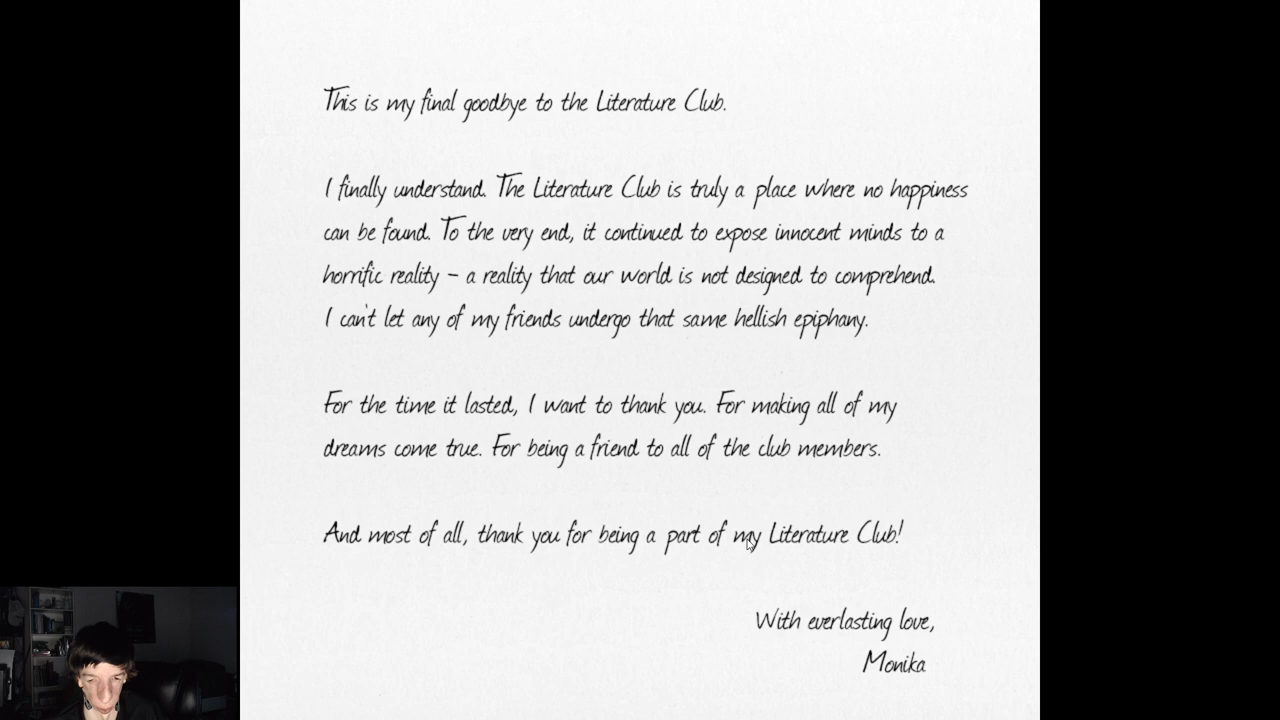 This is my final goodbye to the Literature Club.
I finally understand. The Literature Club is truly a place where no happiness
can be found. To the very end, it continued to expose innocent minds to a
horrific reality - a reality that our world is not designed to comprehend.
I can't let any of my friends undergo that same hellish epiphany.
For the time it lasted, I want to thank you. For making all of my
dreams come true. For being a friend to all of the club members.
And most of all, thank you for being a part of my Literature Club!
With everlasting love,
Monika